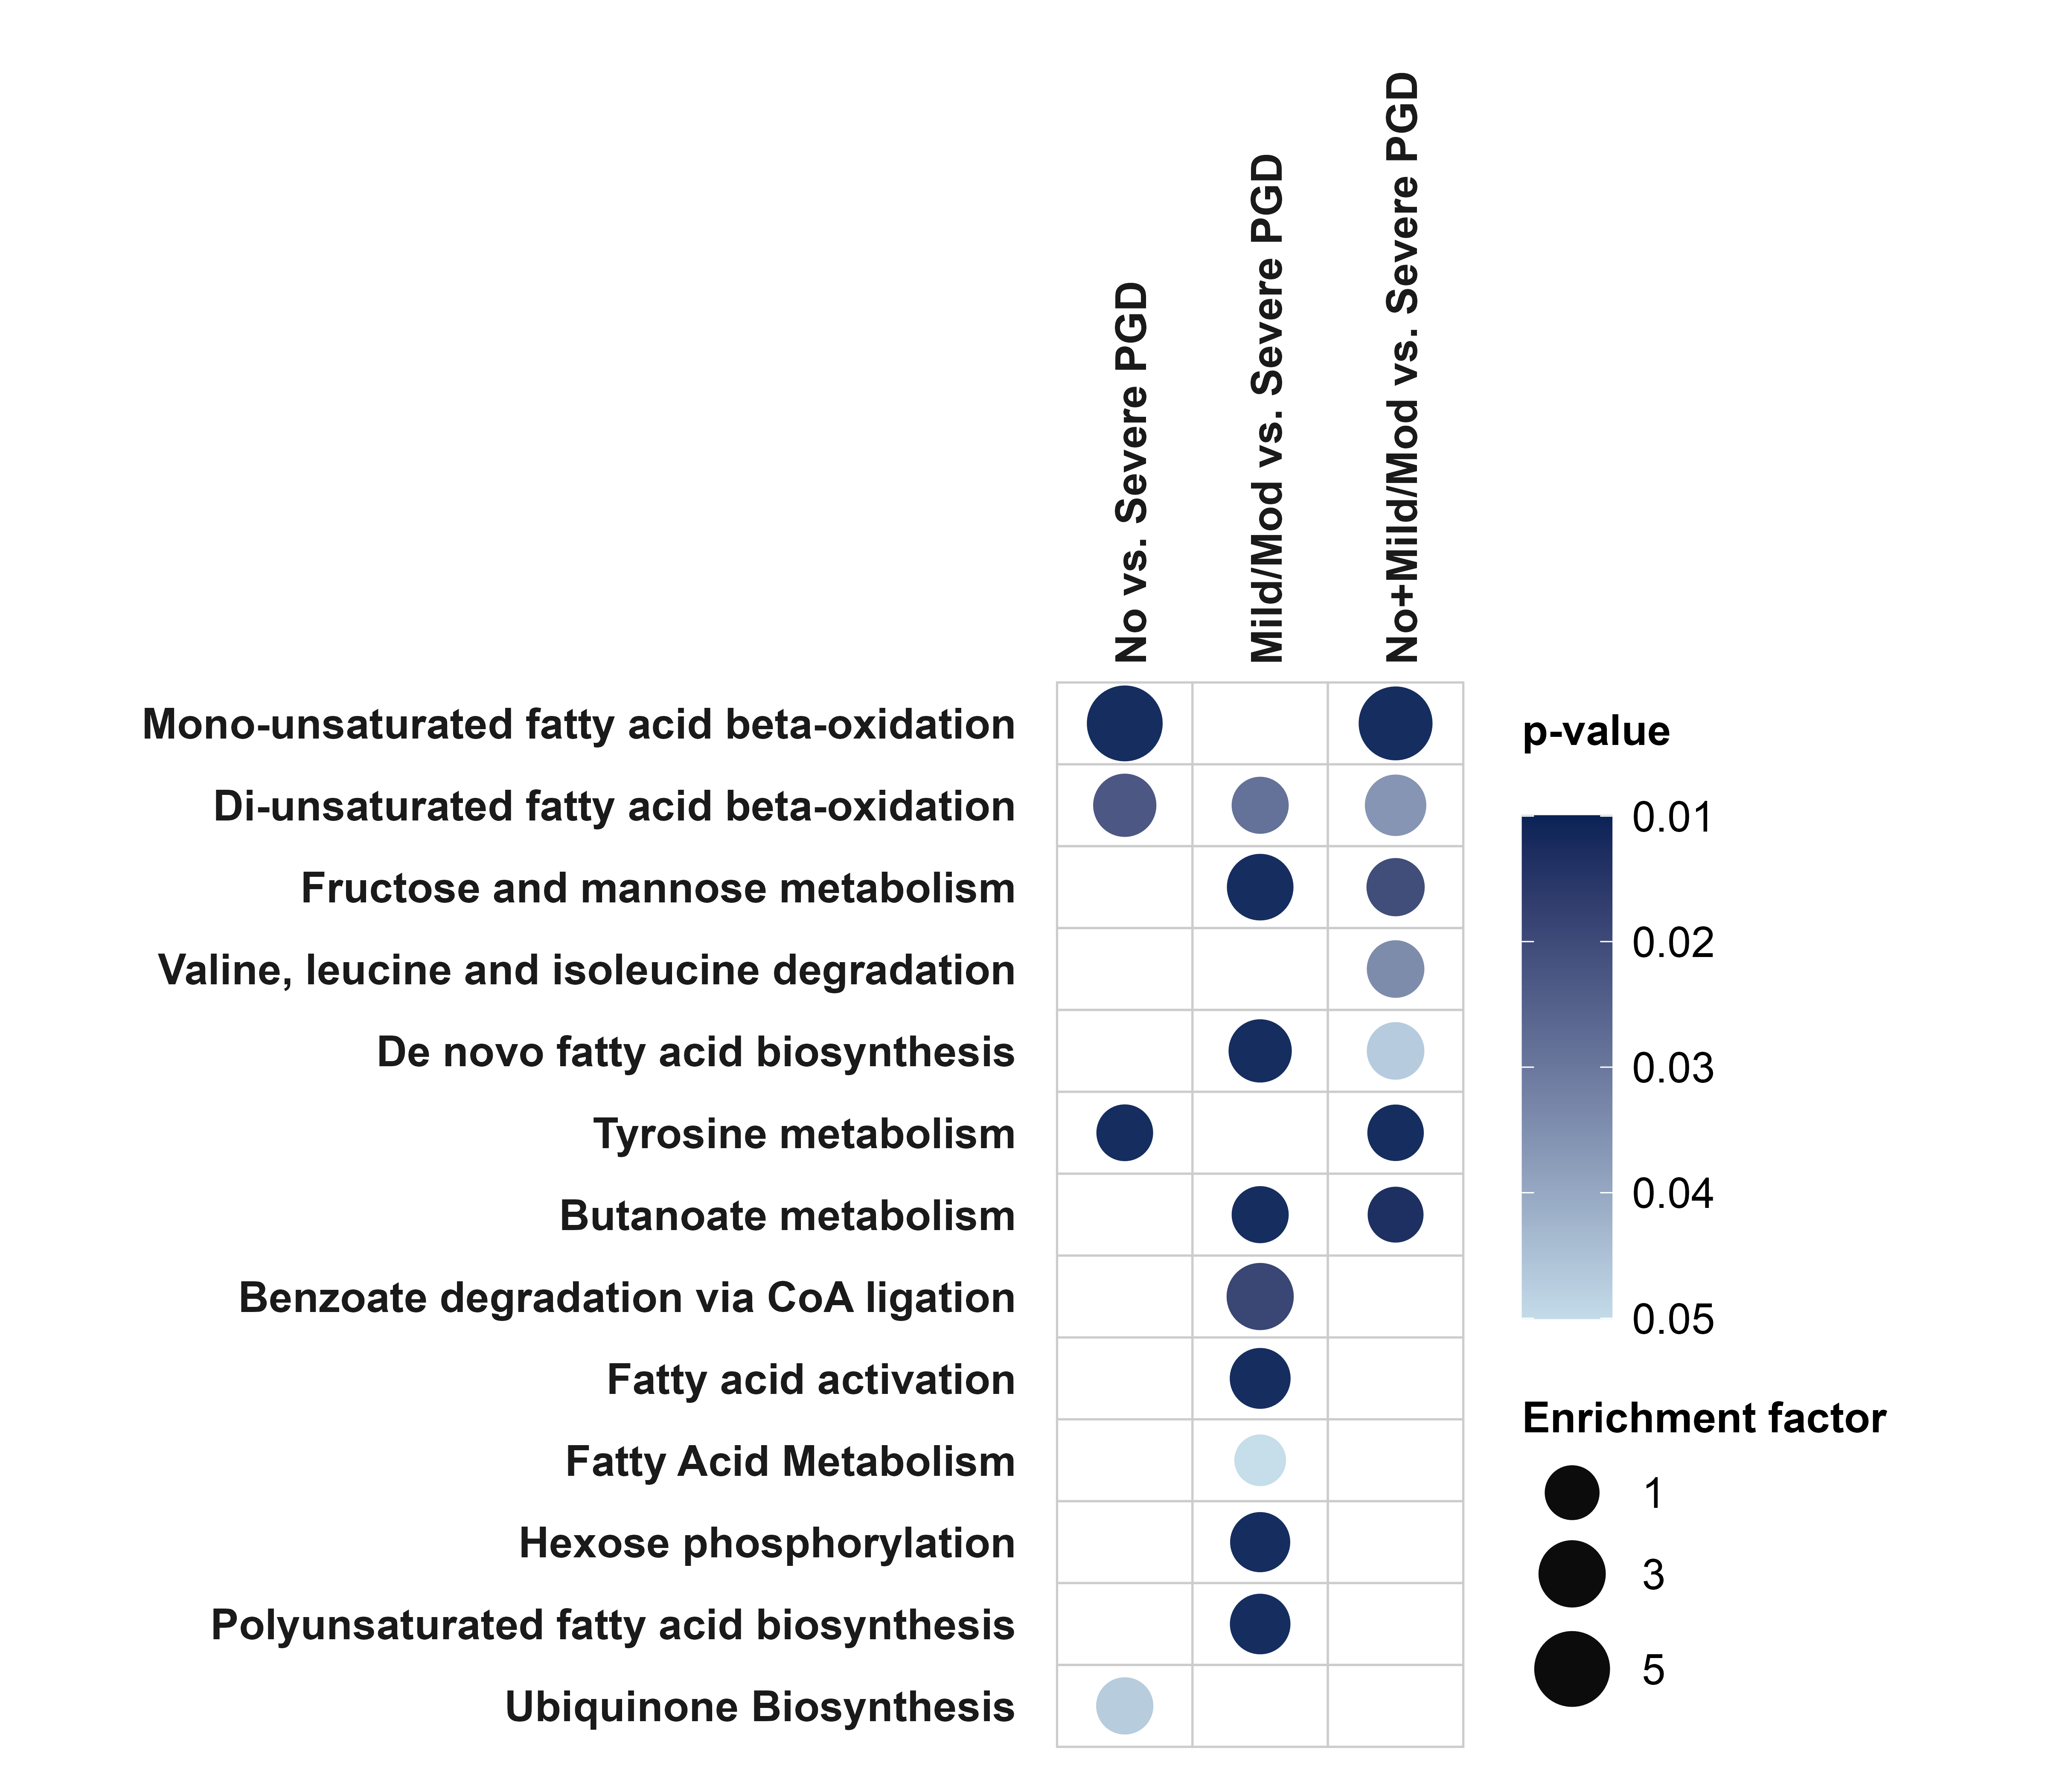 No vs. Severe PGD
Mild/Mod vs. Severe PGD
No+Mild/Mod vs. Severe PGD
Mono-unsaturated fatty acid beta-oxidation
Di-unsaturated fatty acid beta-oxidation
Fructose and mannose metabolism
Valine, leucine and isoleucine degradation
De novo fatty acid biosynthesis
Tyrosine metabolism
Butanoate metabolism
Benzoate degradation via CoA ligation
Fatty acid activation
Fatty Acid Metabolism
Hexose phosphorylation
Polyunsaturated fatty acid biosynthesis
Ubiquinone Biosynthesis
p-value
0.01
0.02
0.03
0.04
0.05
Enrichment factor
1
3
5